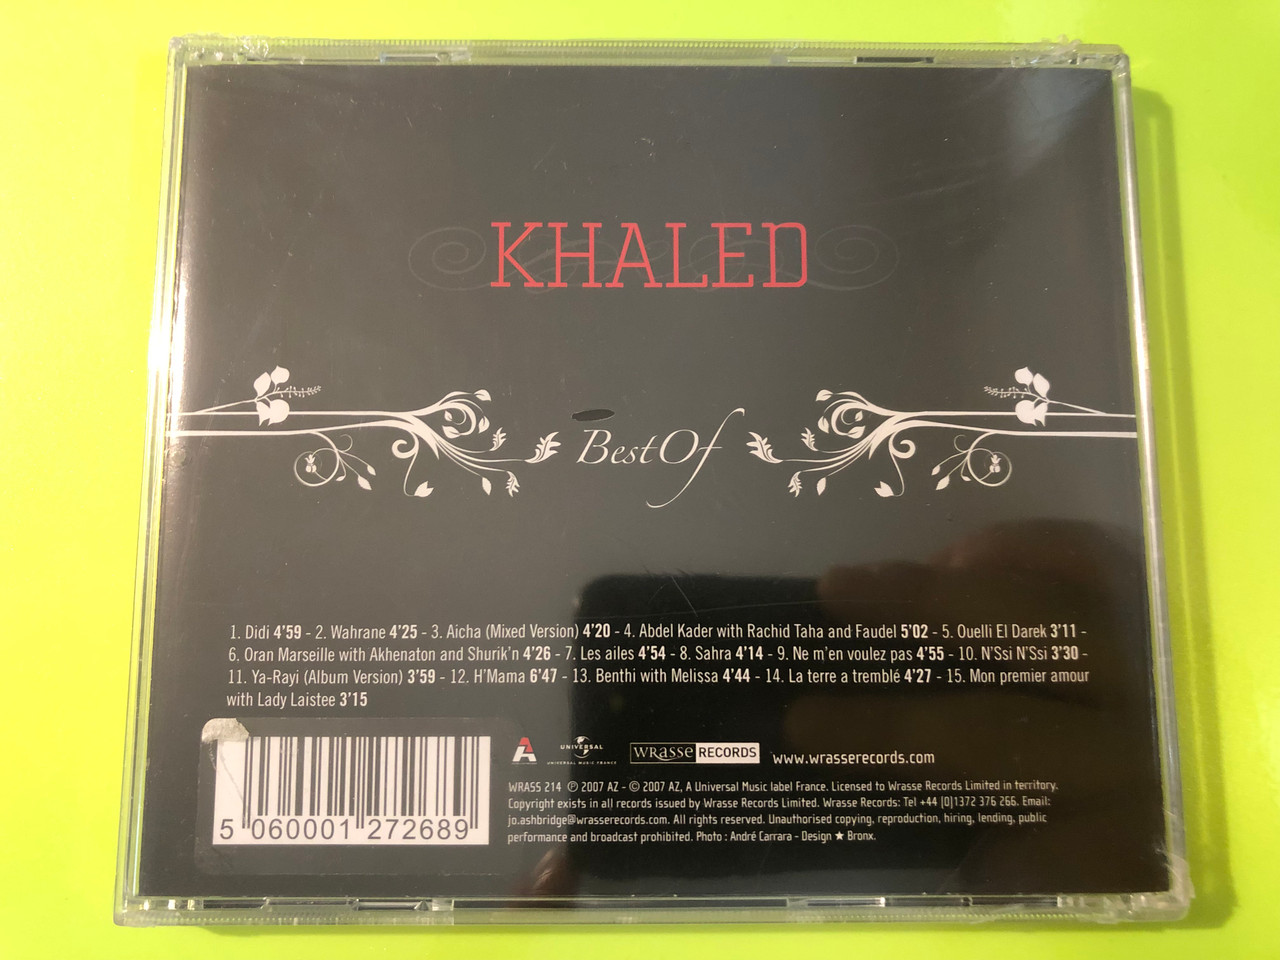 KHALED
Best Of
1. Didi 4'59 - 2. Wahrane 4'25 - 3. Aicha (Mixed Version) 4'20 - 4. Abdel Kader with Rachid Taha and Faudel 5'02 - 5. Ouelli El Darek 3'11 -
6. Oran Marseille with Akhenaton and Shurik'n 4'26 - 7. Les ailes 4'54 - 8. Sahra 4'14 - 9. Ne m'en voulez pas 4'55 - 10. N'Ssi N'Ssi 3'30 -
11. Ya-Rayi (Album Version) 3'59 - 12. H'Mama 6'47 - 13. Benthi with Melissa 4'44 - 14. La terre a tremblé 4'27 - 15. Mon premier amour
with Lady Laistee 3'15
UNIVERSAL
UNIVERSAL MUSIC FRANCE
wrasse RECORDS
www.wrasserecords.com
WRASS 214 ℗ 2007 AZ - © 2007 AZ, A Universal Music label France. Licensed to Wrasse Records Limited in territory.
Copyright exists in all records issued by Wrasse Records Limited. Wrasse Records: Tel +44 [0]1372 376 266. Email:
jo.ashbridge@wrasserecords.com. All rights reserved. Unauthorised copying, reproduction, hiring, lending, public
performance and broadcast prohibited. Photo : André Carrara - Design ★ Bronx.
5 060001 272689